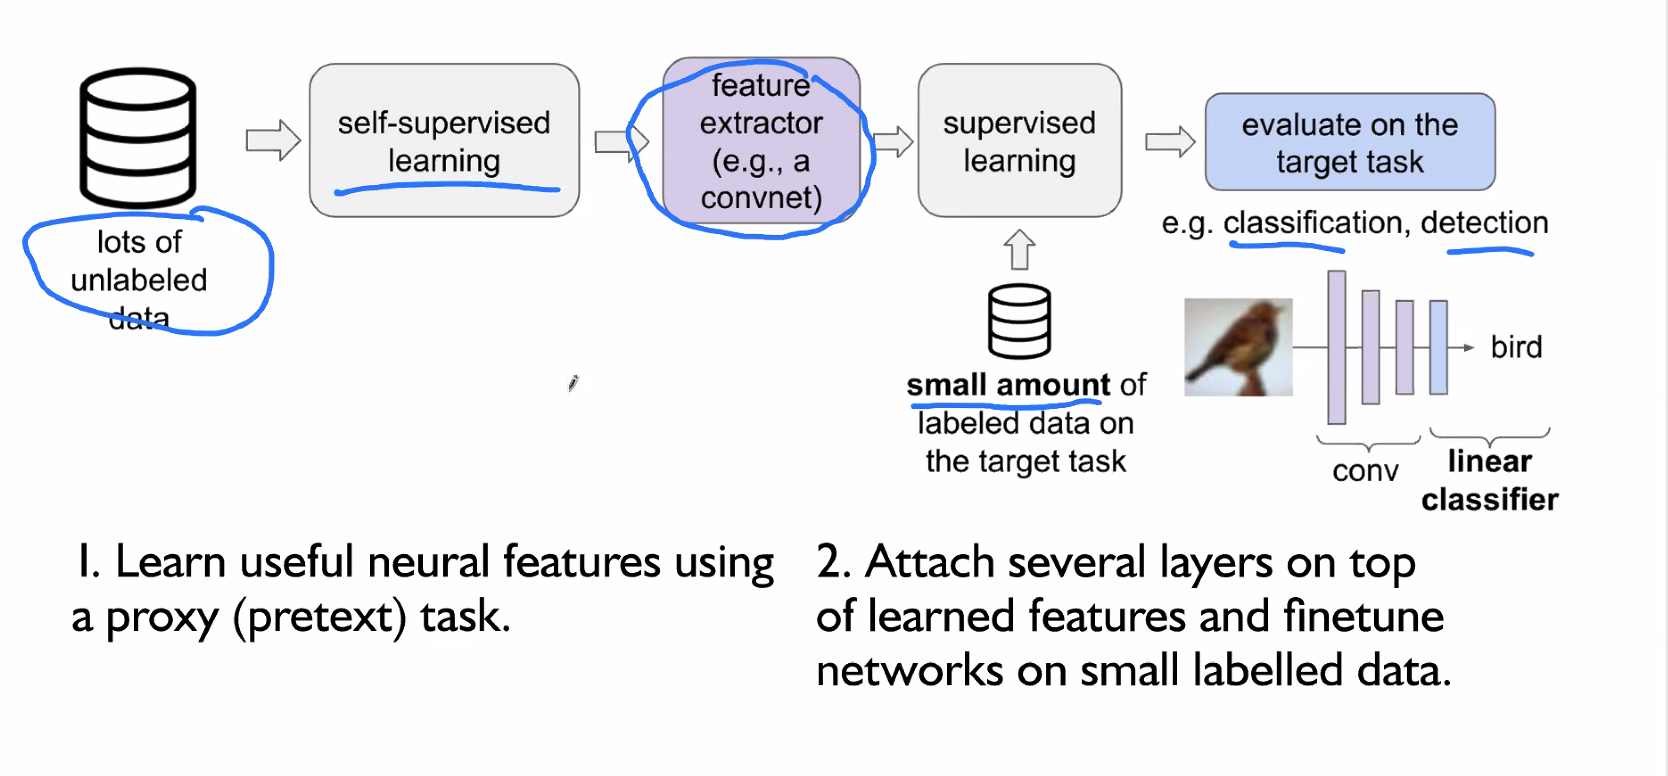 lots of
unlabeled
data
self-supervised
learning
feature
extractor
(e.g., a
convnet)
supervised
learning
small amount of
labeled data on
the target task
evaluate on the
target task
e.g. classification, detection
bird
conv
linear
classifier
1. Learn useful neural features using
a proxy (pretext) task.
2. Attach several layers on top
of learned features and finetune
networks on small labelled data.